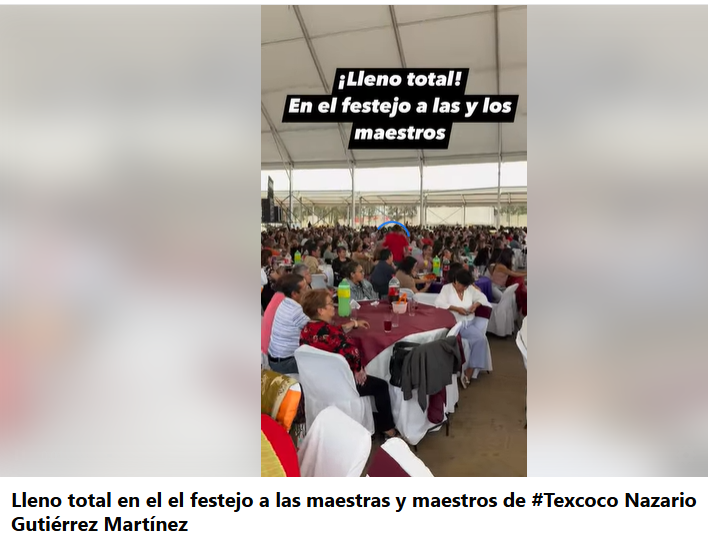 ¡Lleno total!
En el festejo a las y los
maestros
Lleno total en el el festejo a las maestras y maestros de #Texcoco Nazario
Gutiérrez Martínez